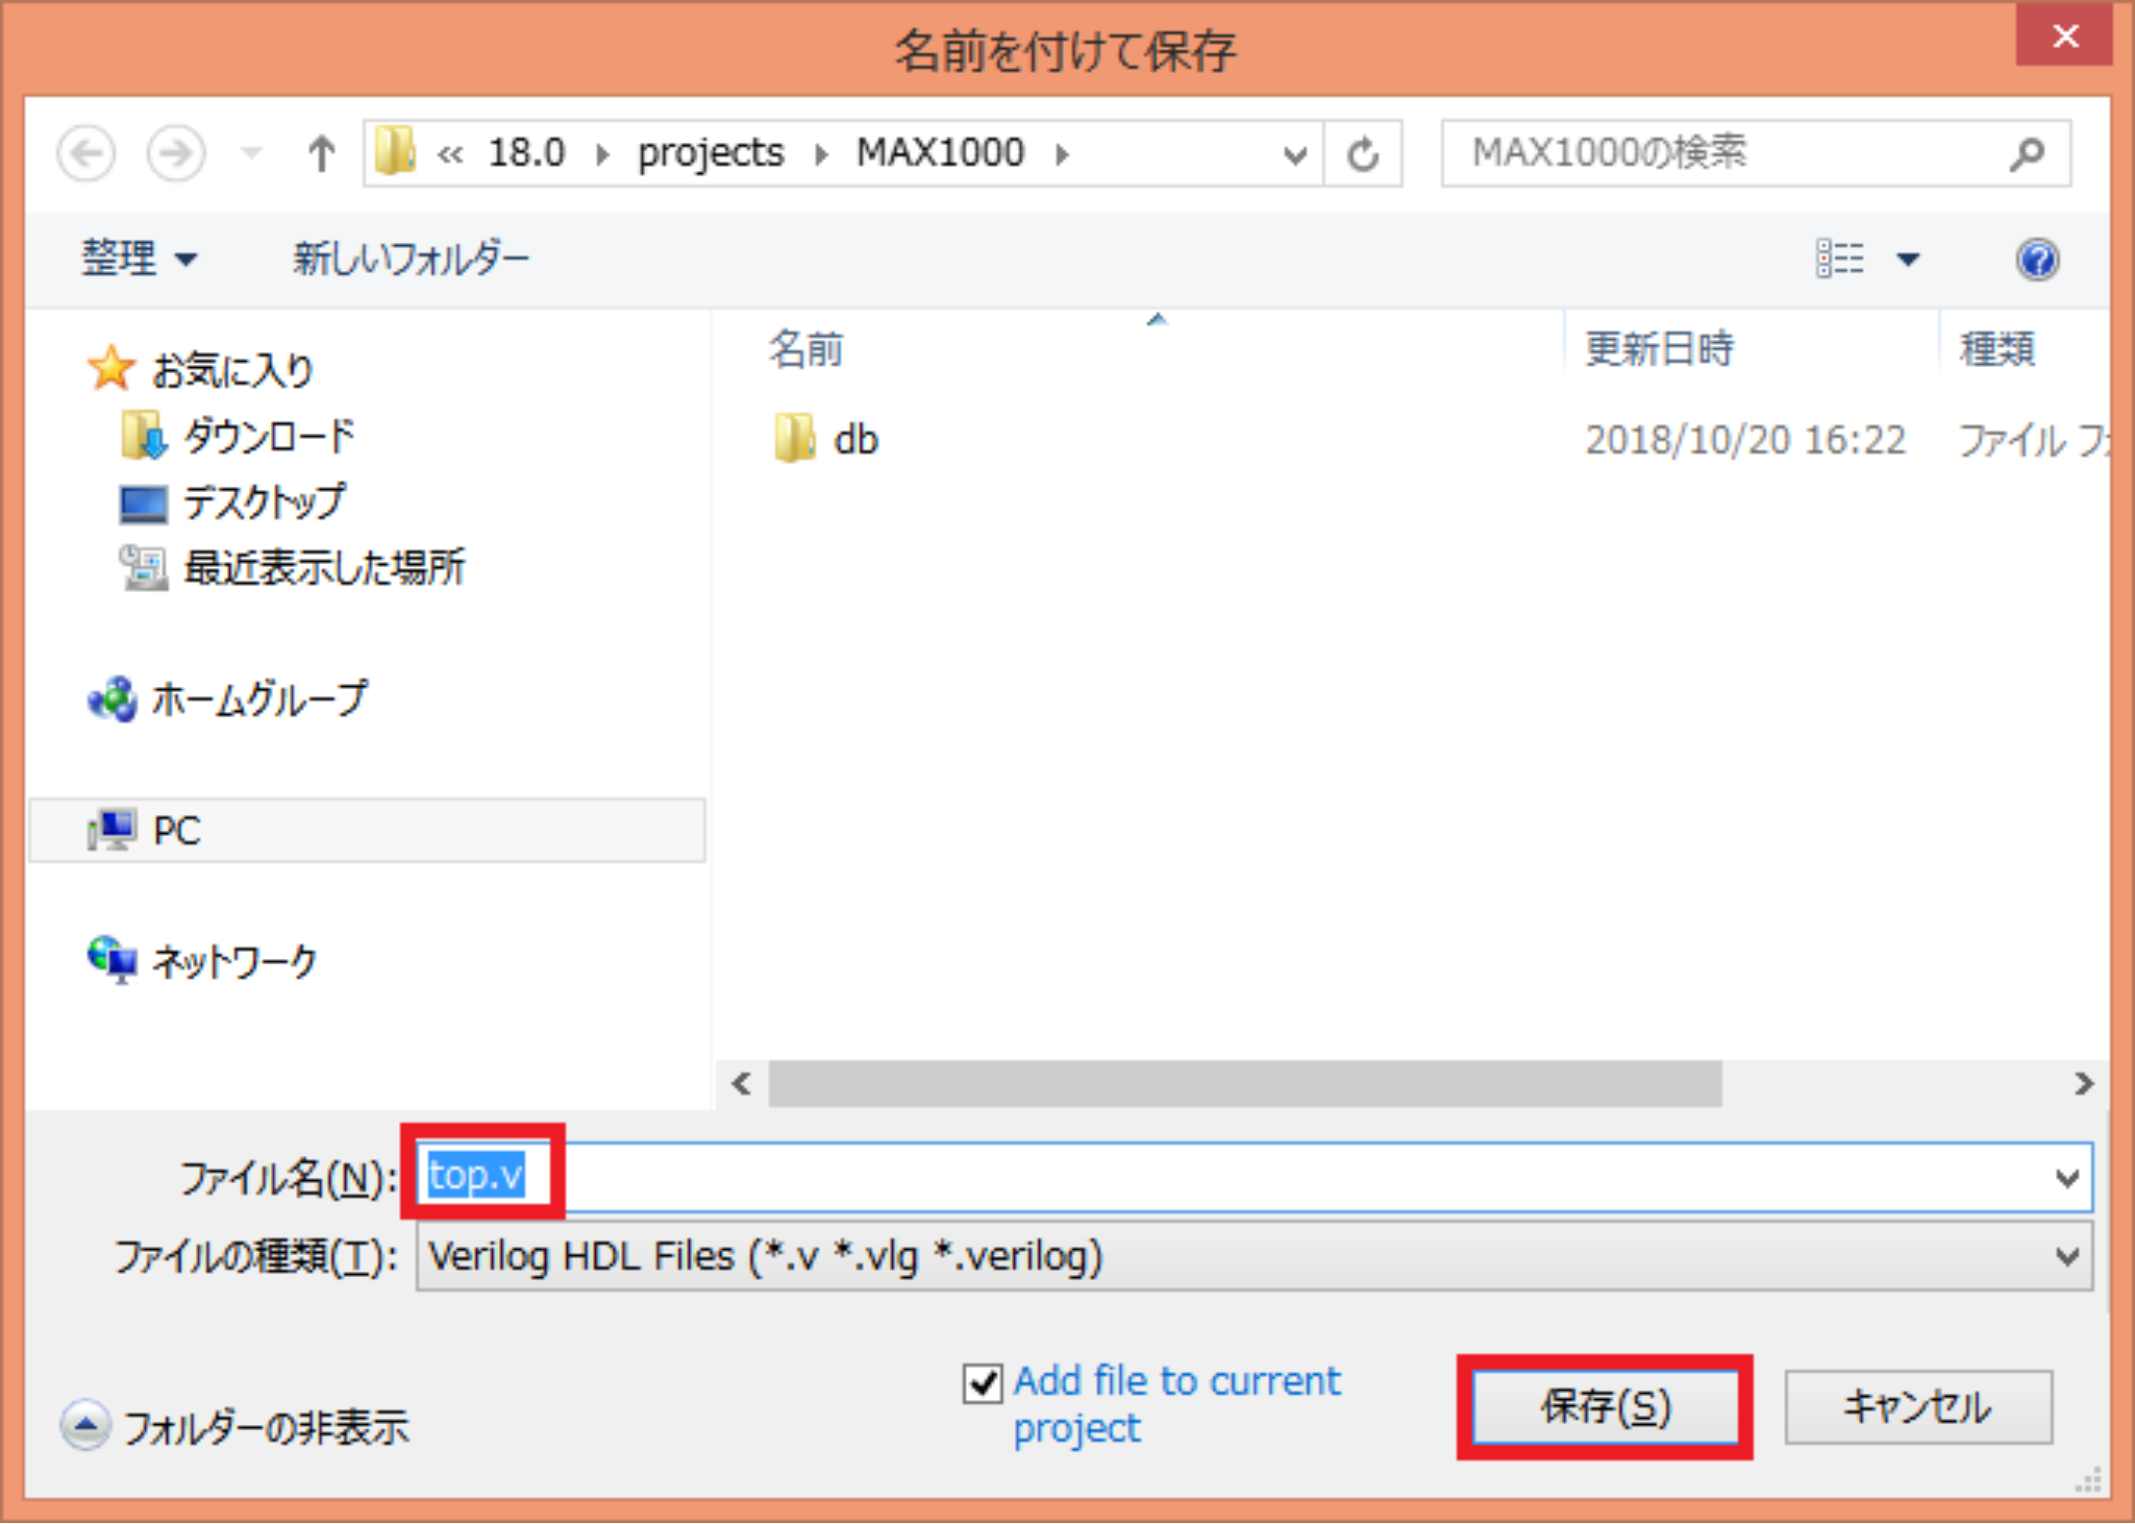 名前を付けて保存
« 18.0 projects MAX1000
MAX1000の検索
整理 新しいフォルダー
名前 更新日時 種類
お気に入り
ダウンロード
デスクトップ
最近表示した場所
ホームグループ
PC
ネットワーク
db 2018/10/20 16:22 ファイル フ
ファイル名(N): top.v
ファイルの種類(T): Verilog HDL Files (*.v *.vlg *.verilog)
フォルダーの非表示
Add file to current
project
保存(S) キャンセル